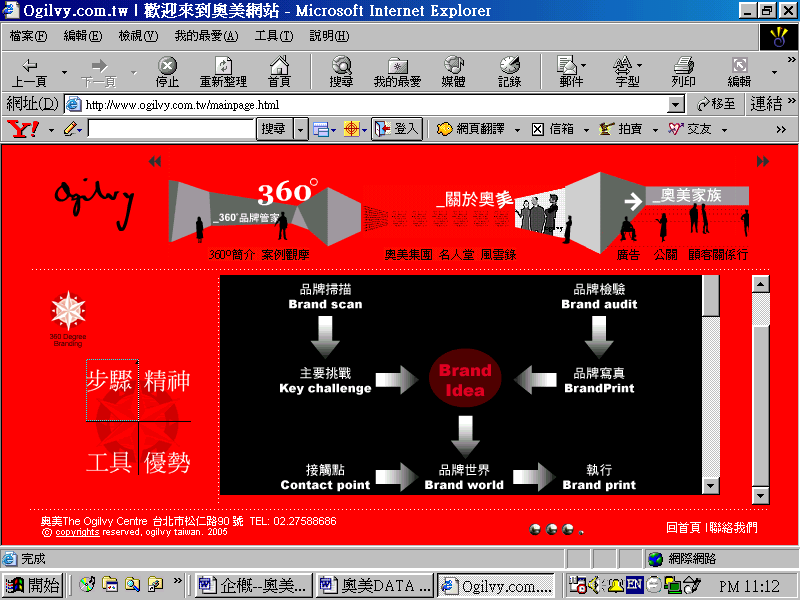 Ogilvy.com.tw | 歡迎來到奧美網站 - Microsoft Internet Explorer
檔案(F) 編輯(E) 檢視(V) 我的最愛(A) 工具(T) 說明(H)
上一頁 下一頁 停止 重新整理 首頁 搜尋 我的最愛 媒體 記錄 郵件 字型 列印 編輯
網址(D) http://www.ogilvy.com.tw/mainpage.html 移至 連結
Y! 搜尋 登入 網頁翻譯 信箱 拍賣 交友
Ogilvy
360°
_360°品牌管家
_關於奧美
_奧美家族
360°簡介 案例觀摩 奧美集團 名人堂 風雲錄 廣告 公關 顧客關係行
360 Degree
Branding
步驟 精神
工具 優勢
品牌掃描
Brand scan
品牌檢驗
Brand audit
主要挑戰
Key challenge
Brand
Idea
品牌寫真
BrandPrint
接觸點
Contact point
品牌世界
Brand world
執行
Brand print
奧美The Ogilvy Centre 台北市松仁路90 號 TEL: 02.27588686
© copyrights reserved, ogilvy taiwan. 2005
回首頁 | 聯絡我們
完成 網際網路
開始 企概--奧美... 奧美DATA ... Ogilvy.com.... EN PM 11:12